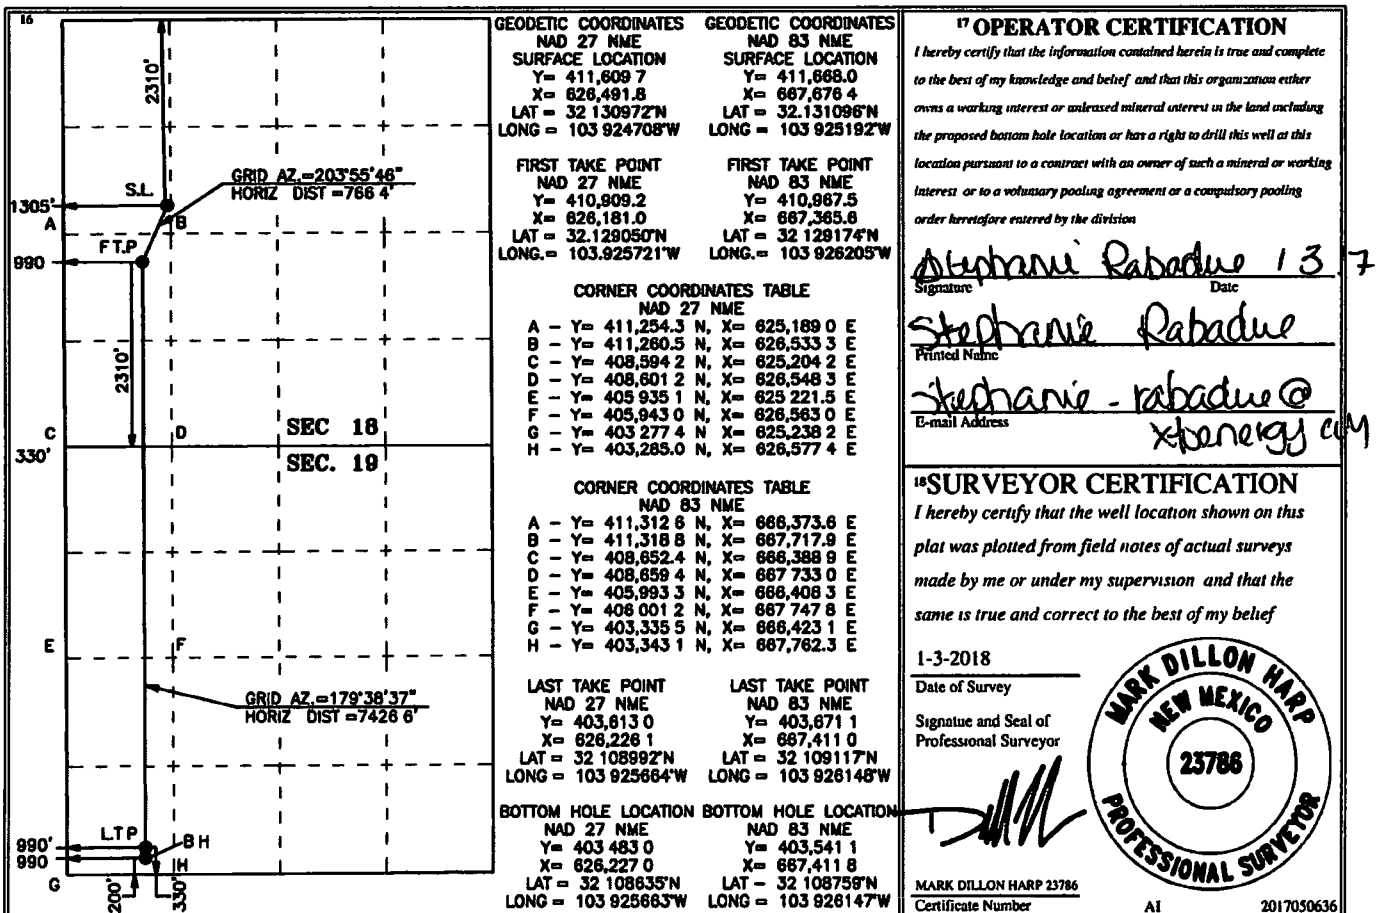 16
2310'
GRID AZ.=203°55'46"
HORIZ DIST =766 4'
S.L.
1305'
A
B
F T.P
990
2310'
C
D
SEC 18
330'
SEC. 19
E
F
GRID AZ.=179°38'37"
HORIZ DIST =7426 6'
L.T P
990'
B H
990
H
G
200'
330'
GEODETIC COORDINATES
NAD 27 NME
SURFACE LOCATION
Y= 411,609 7
X= 626,491.8
LAT = 32 130972°N
LONG = 103 924708°W
GEODETIC COORDINATES
NAD 83 NME
SURFACE LOCATION
Y= 411,668.0
X= 667,676 4
LAT = 32.131096°N
LONG = 103 925192°W
FIRST TAKE POINT
NAD 27 NME
Y= 410,909.2
X= 626,181.0
LAT = 32.129050°N
LONG.= 103.925721°W
FIRST TAKE POINT
NAD 83 NME
Y= 410,967.5
X= 667,365.6
LAT = 32 129174°N
LONG.= 103 926205°W
CORNER COORDINATES TABLE
NAD 27 NME
A - Y= 411,254.3 N, X= 625,189 0 E
B - Y= 411,260.5 N, X= 626,533 3 E
C - Y= 408,594 2 N, X= 625,204 2 E
D - Y= 408,601 2 N, X= 626,548 3 E
E - Y= 405 935 1 N, X= 625 221.5 E
F - Y= 405,943 0 N, X= 626,563 0 E
G - Y= 403 277 4 N, X= 625,238 2 E
H - Y= 403,285.0 N, X= 626,577 4 E
CORNER COORDINATES TABLE
NAD 83 NME
A - Y= 411,312 6 N, X= 666,373.6 E
B - Y= 411,318 8 N, X= 667,717.9 E
C - Y= 408,652.4 N, X= 666,388 9 E
D - Y= 408,659 4 N, X= 667 733 0 E
E - Y= 405,993 3 N, X= 666,408 3 E
F - Y= 406 001 2 N, X= 667 747 8 E
G - Y= 403,335 5 N, X= 666,423 1 E
H - Y= 403,343 1 N, X= 667,762.3 E
LAST TAKE POINT
NAD 27 NME
Y= 403,613 0
X= 626,226 1
LAT = 32 108992°N
LONG = 103 925664°W
LAST TAKE POINT
NAD 83 NME
Y= 403,671 1
X= 667,411 0
LAT = 32 109117°N
LONG = 103 926148°W
BOTTOM HOLE LOCATION
NAD 27 NME
Y= 403 483 0
X= 626,227 0
LAT = 32 108635°N
LONG = 103 925663°W
BOTTOM HOLE LOCATION
NAD 83 NME
Y= 403,541 1
X= 667,411 8
LAT - 32 108759°N
LONG = 103 926147°W
17 OPERATOR CERTIFICATION
I hereby certify that the information contained herein is true and complete
to the best of my knowledge and belief and that this organization either
owns a working interest or unleased mineral interest in the land including
the proposed bottom hole location or has a right to drill this well at this
location pursuant to a contract with an owner of such a mineral or working
interest or to a voluntary pooling agreement or a compulsory pooling
order heretofore entered by the division
Stephanie Rabadue 1 3 7
Signature Date
Stephanie Rabadue
Printed Name
stephanie - rabadue @
E-mail Address
xtoenergy com
18 SURVEYOR CERTIFICATION
I hereby certify that the well location shown on this
plat was plotted from field notes of actual surveys
made by me or under my supervision and that the
same is true and correct to the best of my belief
1-3-2018
Date of Survey
Signatue and Seal of
Professional Surveyor
MARK DILLON HARP
NEW MEXICO
23786
PROFESSIONAL SURVEYOR
MARK DILLON HARP 23786
Certificate Number
AI 2017050636